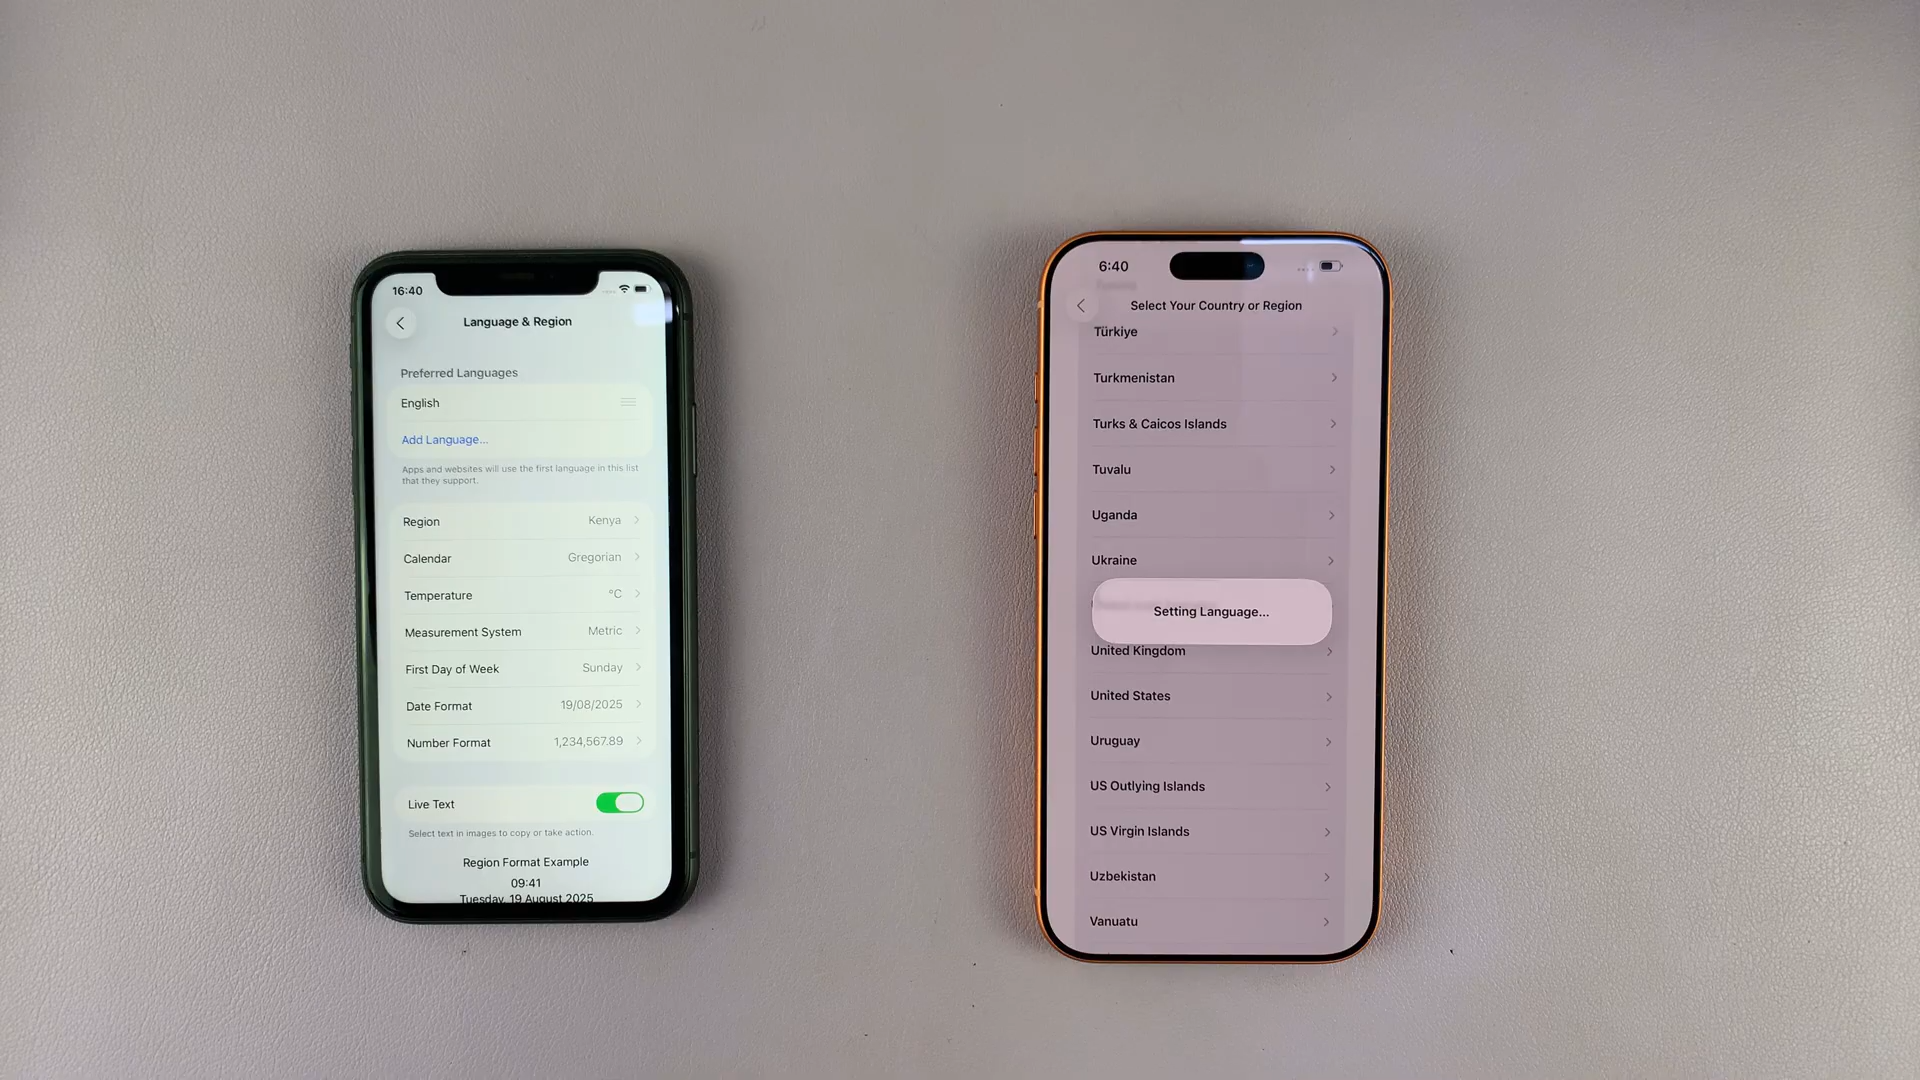 16:40
Language & Region
Preferred Languages
English
Add Language...
Apps and websites will use the first language in this list
that they support.
Region Kenya
Calendar Gregorian
Temperature °C
Measurement System Metric
First Day of Week Sunday
Date Format 19/08/2025
Number Format 1,234,567.89
Live Text
Select text in images to copy or take action.
Region Format Example
09:41
Tuesday, 19 August 2025
6:40
Select Your Country or Region
Türkiye
Turkmenistan
Turks & Caicos Islands
Tuvalu
Uganda
Ukraine
Setting Language...
United Kingdom
United States
Uruguay
US Outlying Islands
US Virgin Islands
Uzbekistan
Vanuatu